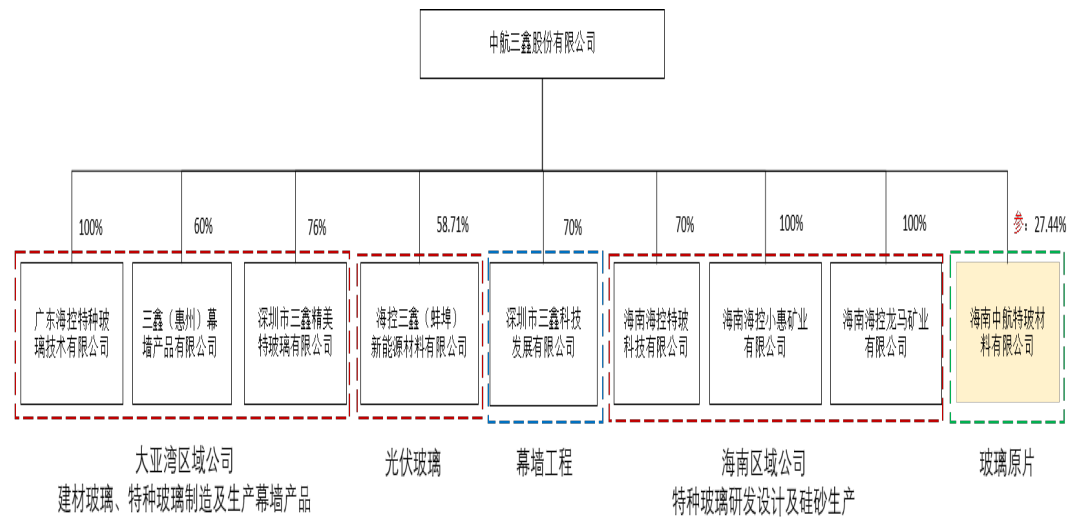 中航三鑫股份有限公司
100%
60%
76%
58.71%
70%
70%
100%
100%
参：27.44%
广东海控特种玻
璃技术有限公司
三鑫（惠州）幕
墙产品有限公司
深圳市三鑫精美
特玻璃有限公司
海控三鑫（蚌埠）
新能源材料有限公司
深圳市三鑫科技
发展有限公司
海南海控特玻
科技有限公司
海南海控小惠矿业
有限公司
海南海控龙马矿业
有限公司
海南中航特玻材
料有限公司
大亚湾区域公司
建材玻璃、特种玻璃制造及生产幕墙产品
光伏玻璃
幕墙工程
海南区域公司
特种玻璃研发设计及硅砂生产
玻璃原片